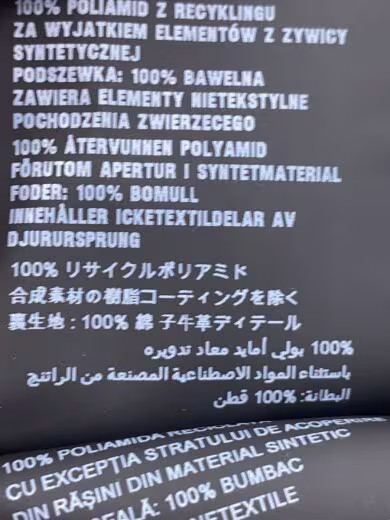 100% POLIAMID Z RECYKLINGU
ZA WYJATKIEM ELEMENTÓW Z ZYWICY
SYNTETYCZNEJ
PODSZEWKA: 100% BAWELNA
ZAWIERA ELEMENTY NIETEKSTYLNE
POCHODZENIA ZWIERZECEGO
100% ÅTERVUNNEN POLYAMID
FÖRUTOM APERTUR I SYNTETMATERIAL
FODER: 100% BOMULL
INNEHÅLLER ICKETEXTILDELAR AV
DJURURSPRUNG
100% リサイクルポリアミド
合成素材の樹脂コーティングを除く
裏生地 : 100% 綿 子牛革ディテール
100% بولي أمايد معاد تدويره
باستثناء المواد الاصطناعية المصنعة من الراتنج
البطانة: 100% قطن
100% POLIAMIDA
CU EXCEPȚIA STRATULUI DE ACOPERIRE
DIN RĂȘINI DIN MATERIAL SINTETIC
100% BUMBAC